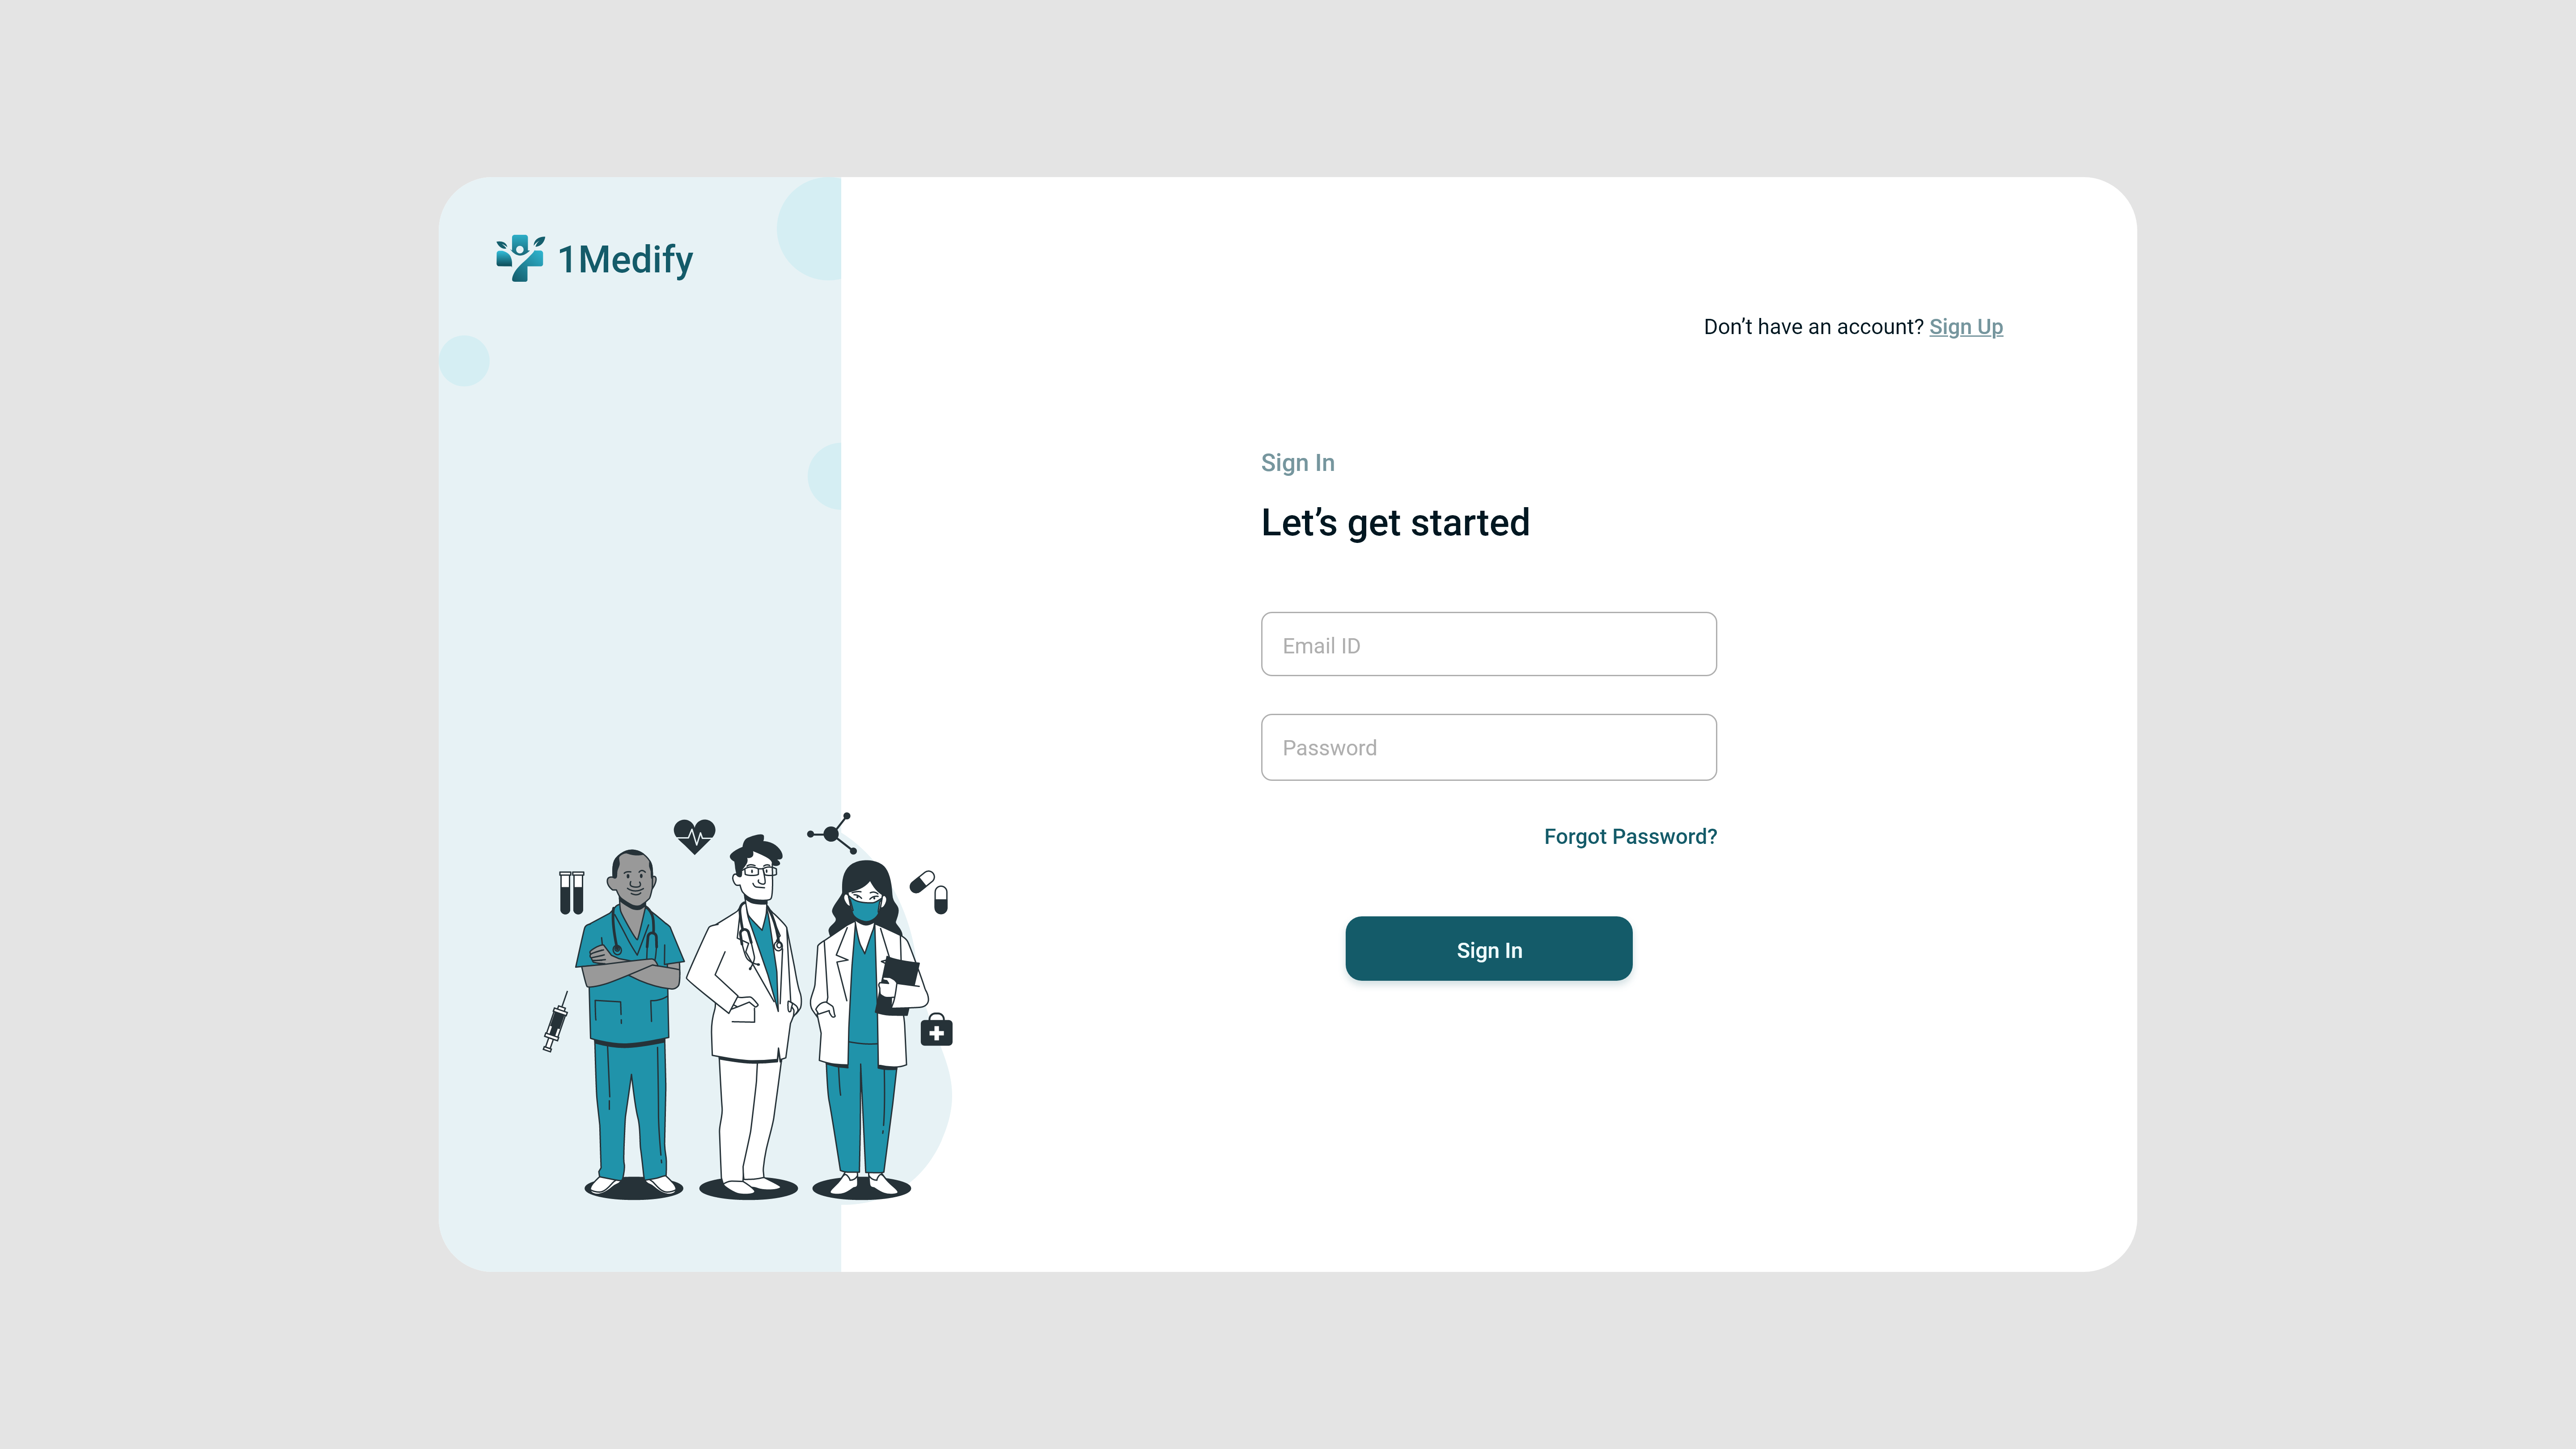 1Medify
Don’t have an account? Sign Up
Sign In
Let’s get started
Email ID
Password
Forgot Password?
Sign In